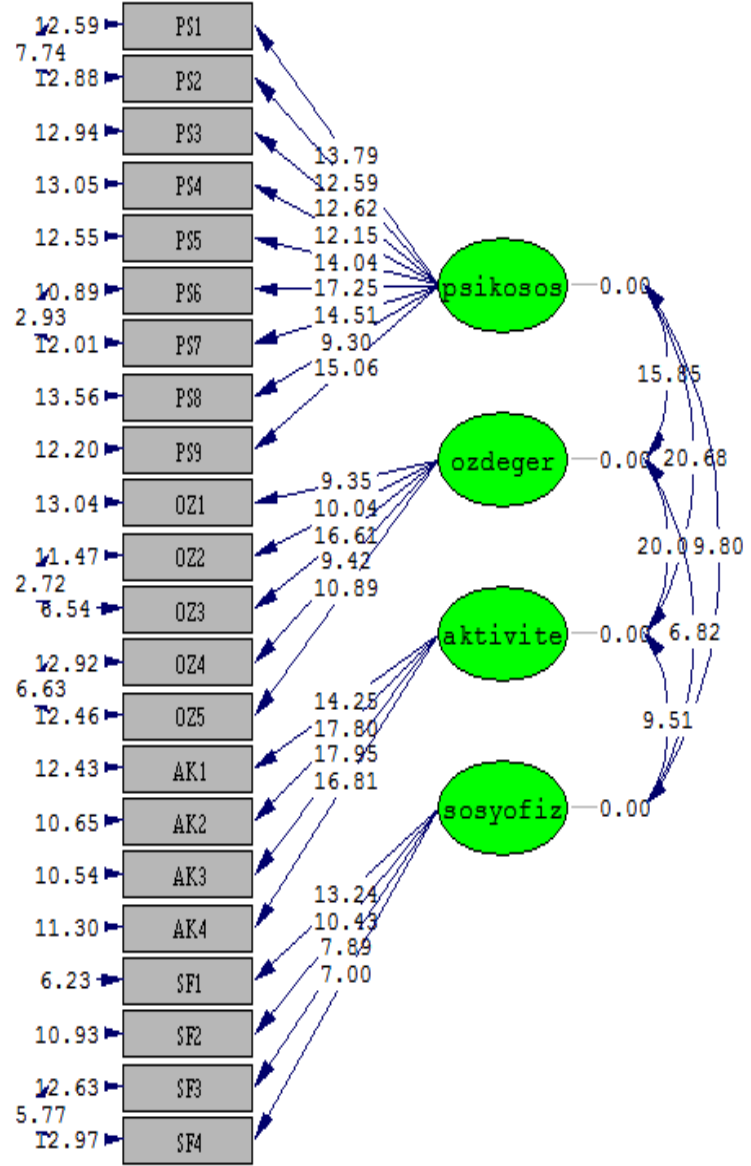 12.59 PS1
7.74
12.88 PS2
12.94 PS3
13.79
13.05 PS4
12.59
12.62
12.15
12.55 PS5
14.04
10.89 PS6
17.25
psikosos 0.00
2.93
14.51
12.01 PS7
9.30
15.06
15.85
13.56 PS8
12.20 PS9
ozdeger 0.00 20.68
9.35
13.04 OZ1
10.04
16.61
9.42
10.89
11.47 OZ2
20.0 9.80
2.72
6.54 OZ3
aktivite 0.00 6.82
12.92 OZ4
6.63
12.46 OZ5
14.25
17.80
17.95
16.81
9.51
12.43 AK1
sosyofiz 0.00
10.65 AK2
10.54 AK3
13.24
10.43
7.89
7.00
11.30 AK4
6.23 SF1
10.93 SF2
12.63 SF3
5.77
12.97 SF4